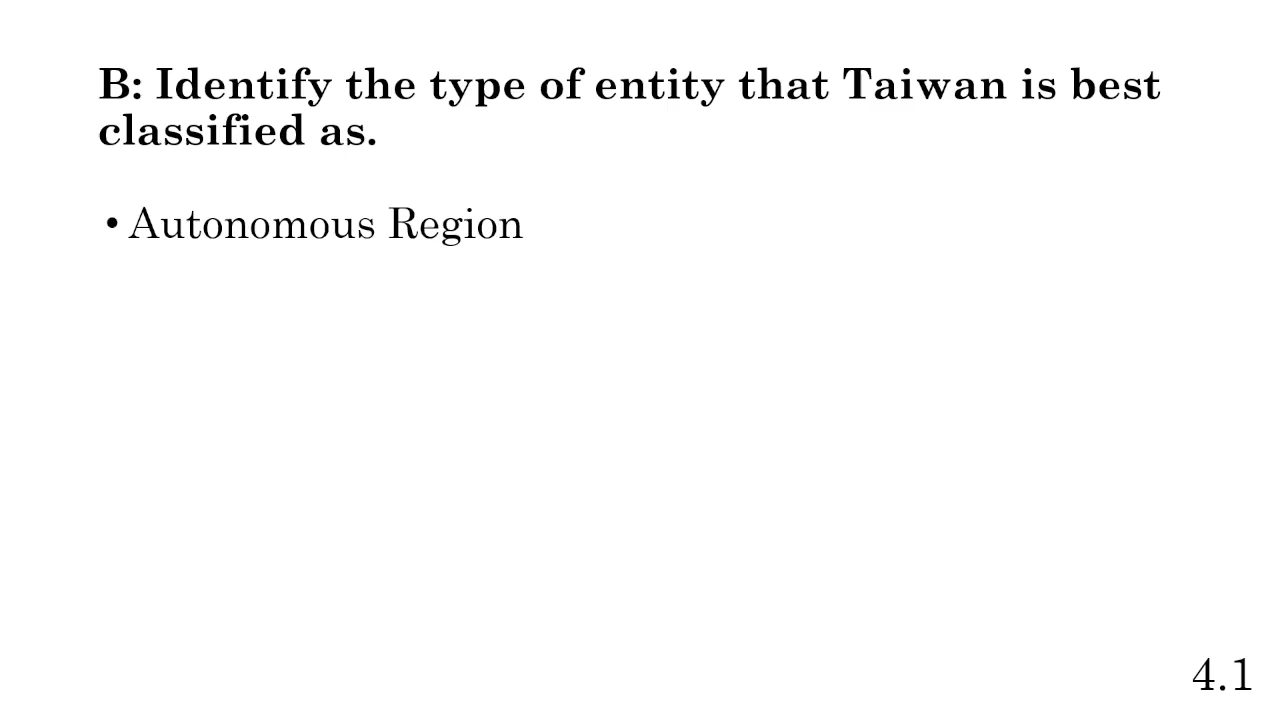 B: Identify the type of entity that Taiwan is best
classified as.
• Autonomous Region
4.1